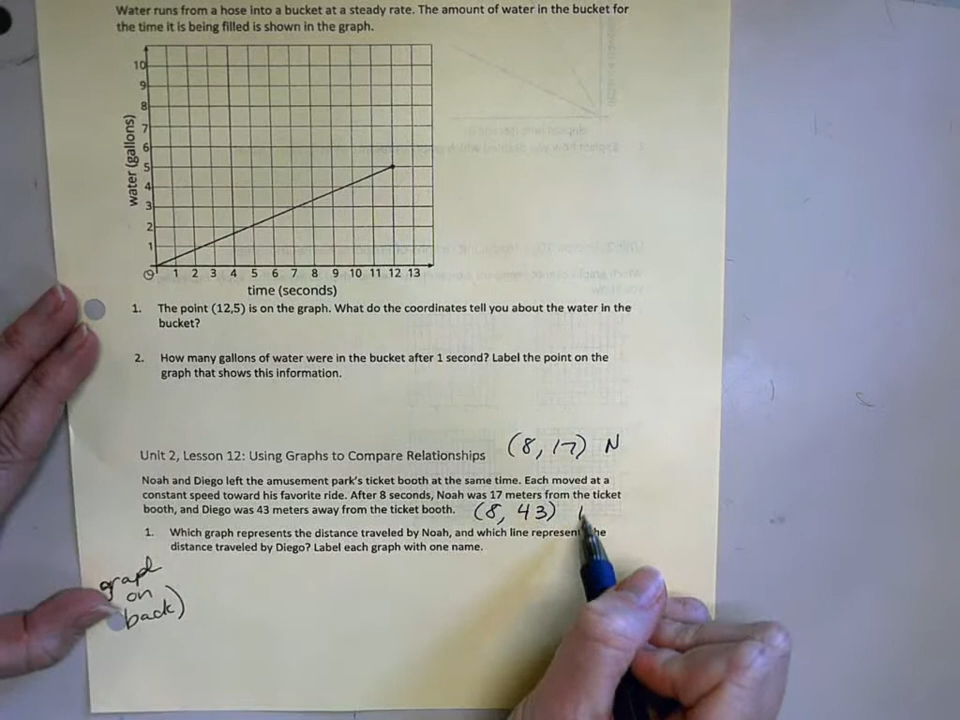 Water runs from a hose into a bucket at a steady rate. The amount of water in the bucket for
the time it is being filled is shown in the graph.
10
9
8
7
6
5
4
3
2
1
water (gallons)
0 1 2 3 4 5 6 7 8 9 10 11 12 13
time (seconds)
1. The point (12,5) is on the graph. What do the coordinates tell you about the water in the
bucket?
2. How many gallons of water were in the bucket after 1 second? Label the point on the
graph that shows this information.
(8, 17) N
Unit 2, Lesson 12: Using Graphs to Compare Relationships
Noah and Diego left the amusement park's ticket booth at the same time. Each moved at a
constant speed toward his favorite ride. After 8 seconds, Noah was 17 meters from the ticket
booth, and Diego was 43 meters away from the ticket booth. (8, 43)
1. Which graph represents the distance traveled by Noah, and which line represents the
distance traveled by Diego? Label each graph with one name.
graph
on
back)